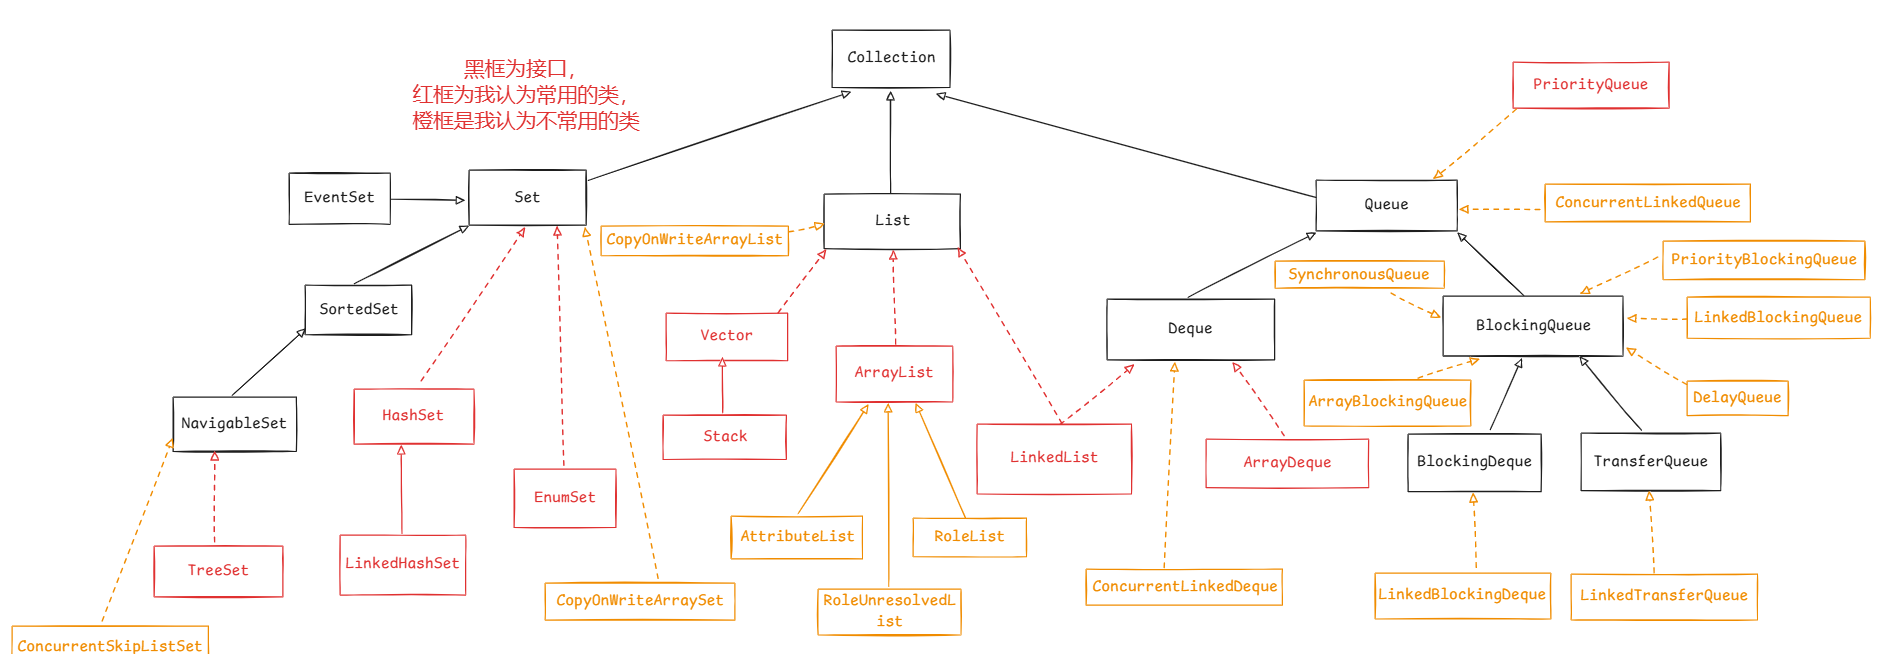 Collection
黑框为接口，
红框为我认为常用的类，
橙框是我认为不常用的类
PriorityQueue
EventSet
Set
List
Queue
ConcurrentLinkedQueue
CopyOnWriteArrayList
SynchronousQueue
PriorityBlockingQueue
SortedSet
Vector
Deque
BlockingQueue
LinkedBlockingQueue
ArrayList
ArrayBlockingQueue
DelayQueue
NavigableSet
HashSet
Stack
LinkedList
ArrayDeque
BlockingDeque
TransferQueue
EnumSet
AttributeList
RoleList
TreeSet
LinkedHashSet
CopyOnWriteArraySet
RoleUnresolvedL
ist
ConcurrentLinkedDeque
LinkedBlockingDeque
LinkedTransferQueue
ConcurrentSkipListSet